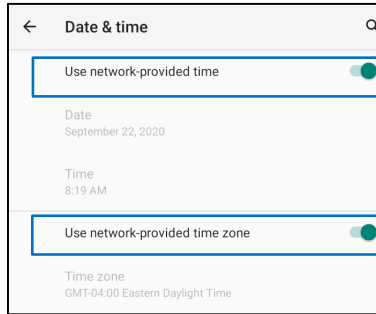 Date & time
Use network-provided time
Date
September 22, 2020
Time
8:19 AM
Use network-provided time zone
Time zone
GMT-04:00 Eastern Daylight Time